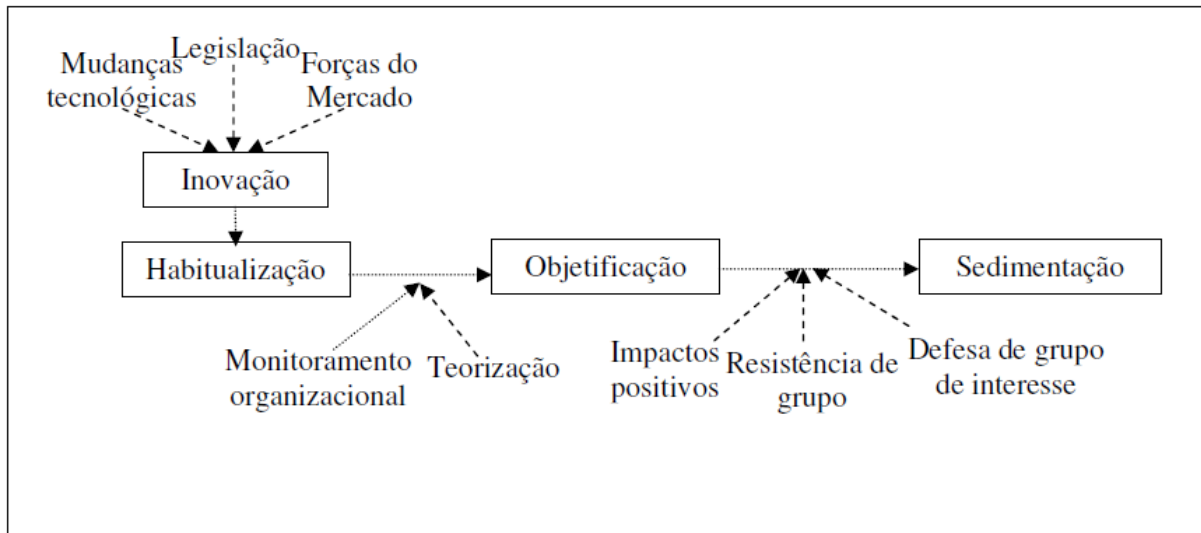 Legislação
Mudanças
tecnológicas
Forças do
Mercado
Inovação
Habitualização
Objetificação
Sedimentação
Monitoramento
organizacional
Teorização
Impactos
positivos
Resistência de
grupo
Defesa de grupo
de interesse